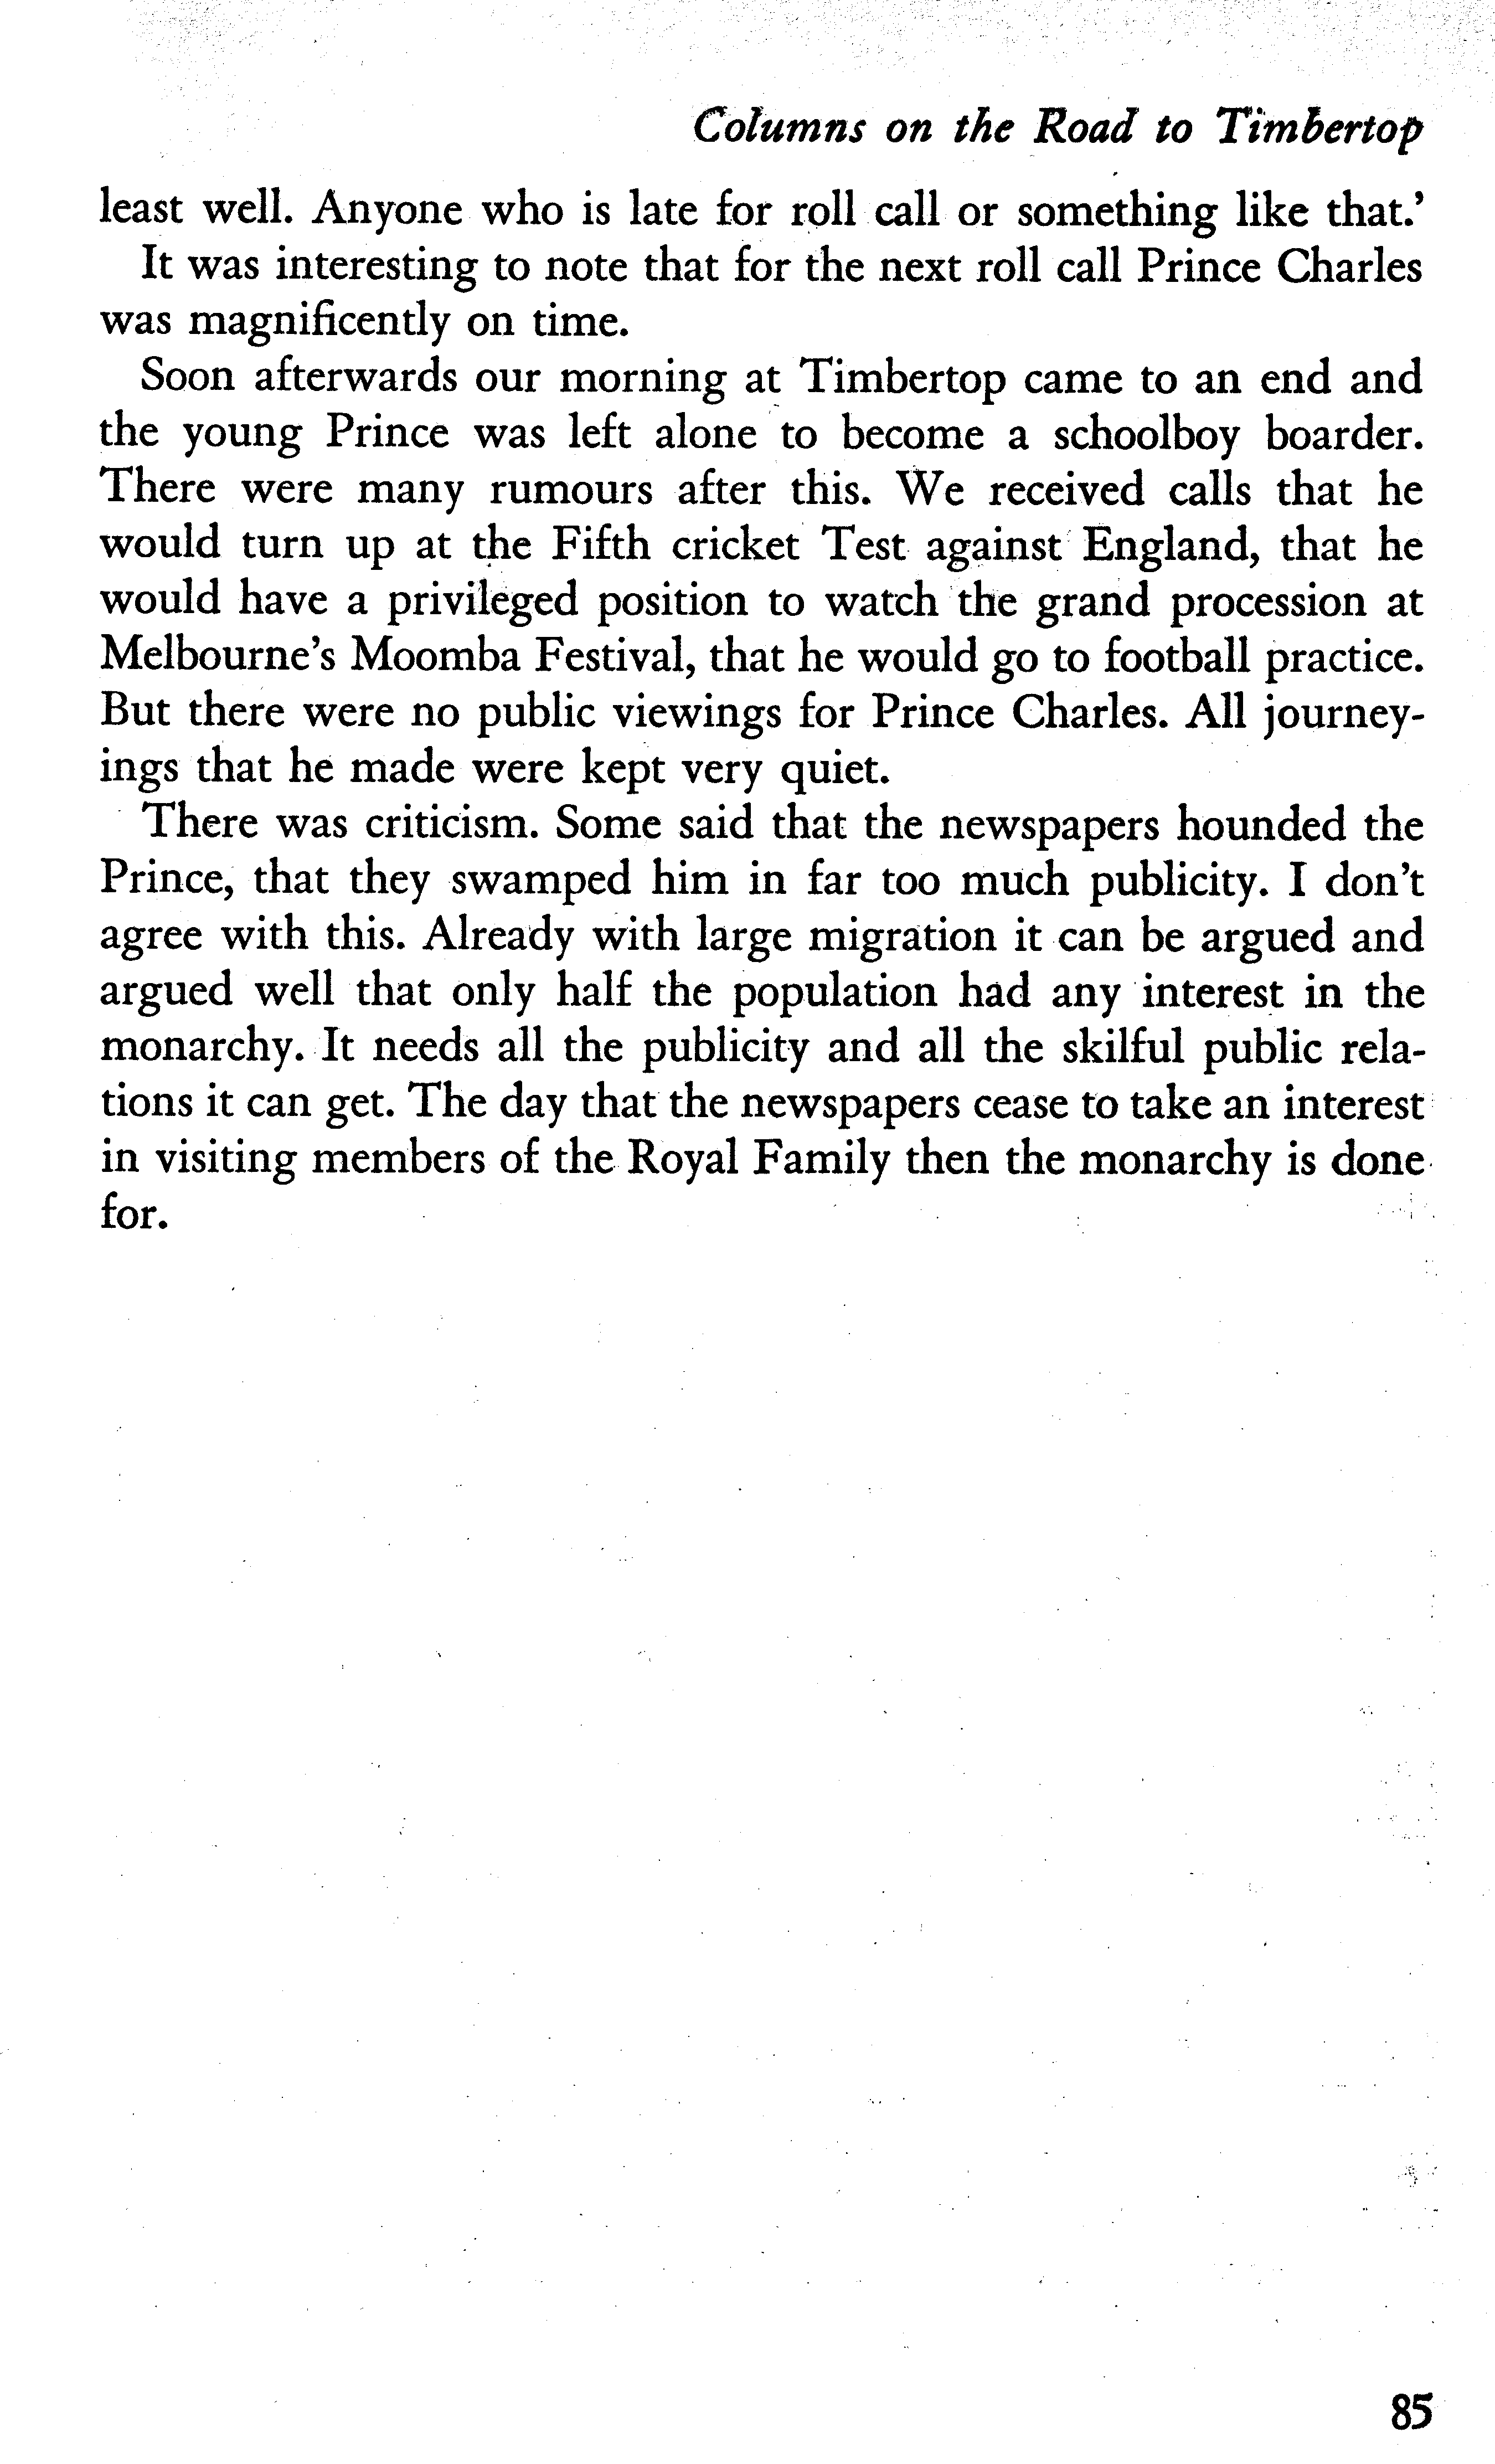 Columns on the Road to Timbertop
least well. Anyone who is late for roll call or something like that.’
It was interesting to note that for the next roll call Prince Charles
was magnificently on time.
Soon afterwards our morning at Timbertop came to an end and
the young Prince was left alone to become a schoolboy boarder.
There were many rumours after this. We received calls that he
would turn up at the Fifth cricket Test against England, that he
would have a privileged position to watch the grand procession at
Melbourne’s Moomba Festival, that he would go to football practice.
But there were no public viewings for Prince Charles. All journey-
ings that he made were kept very quiet.
There was criticism. Some said that the newspapers hounded the
Prince, that they swamped him in far too much publicity. I don’t
agree with this. Already with large migration it can be argued and
argued well that only half the population had any interest in the
monarchy. It needs all the publicity and all the skilful public rela-
tions it can get. The day that the newspapers cease to take an interest
in visiting members of the Royal Family then the monarchy is done
for.
85